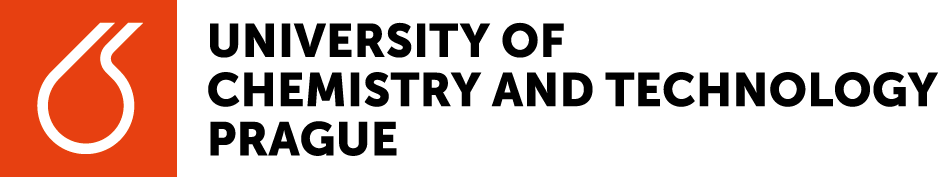 UNIVERSITY OF
CHEMISTRY AND TECHNOLOGY
PRAGUE